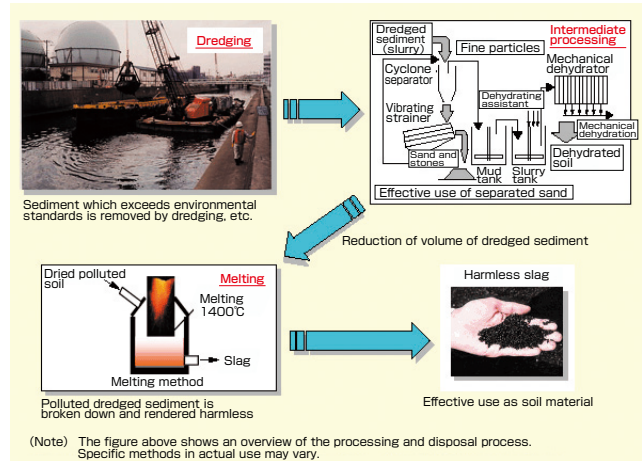 Dredging
Sediment which exceeds environmental
standards is removed by dredging, etc.
Intermediate
processing
Dredged
sediment
(slurry)
Fine particles
Cyclone
separator
Mechanical
dehydrator
Dehydrating
assistant
Vibrating
strainer
Mechanical
dehydration
Sand and
stones
Mud
tank
Slurry
tank
Dehydrated
soil
Effective use of separated sand
Reduction of volume of dredged sediment
Melting
Dried polluted
soil
Melting
1400℃
Slag
Melting method
Polluted dredged sediment is
broken down and rendered harmless
Harmless slag
Effective use as soil material
(Note) The figure above shows an overview of the processing and disposal process.
Specific methods in actual use may vary.